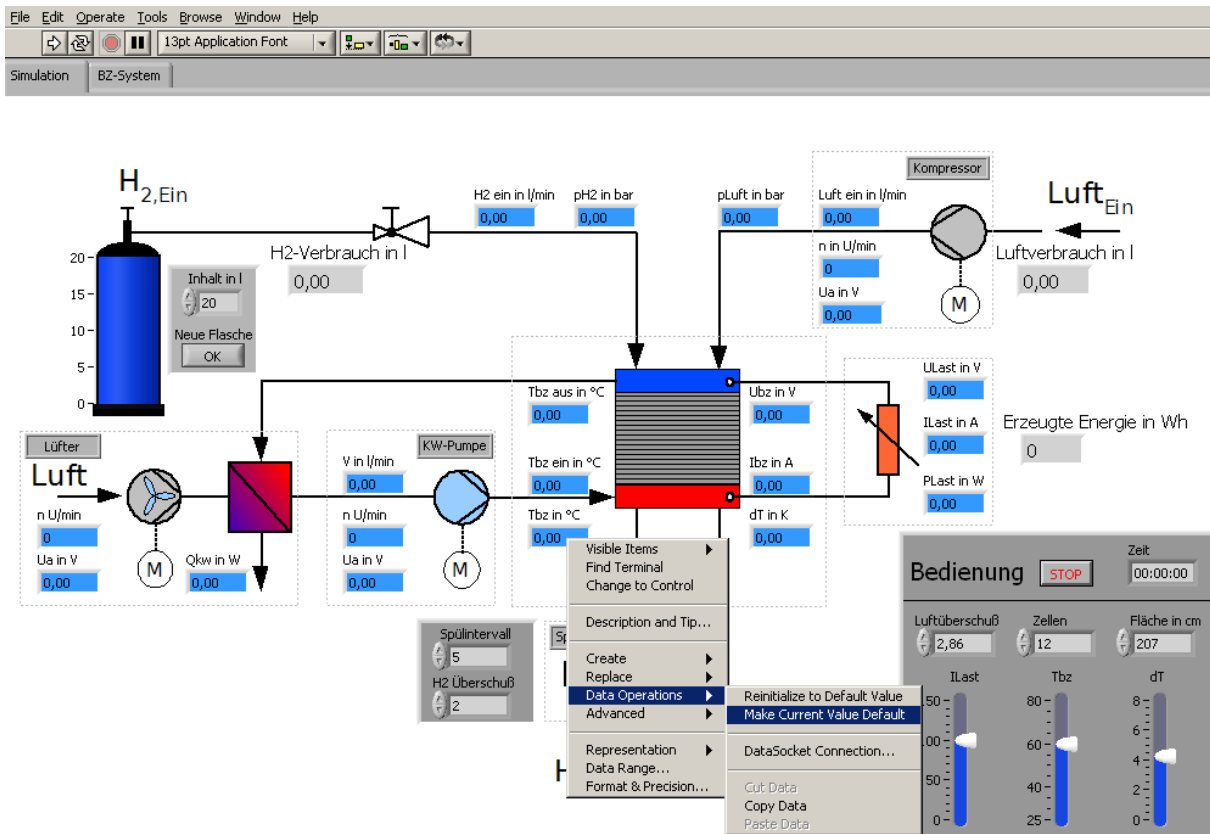 File Edit Operate Tools Browse Window Help
13pt Application Font
Simulation BZ-System
Kompressor
H2,Ein
H2 ein in l/min pH2 in bar pLuft in bar Luft ein in l/min
0,00 0,00 0,00 0,00
LuftEin
n in U/min
0
H2-Verbrauch in l
0,00
Luftverbrauch in l
0,00
Ua in V
0,00
M
20
15
10
5
0
Inhalt in l
20
Neue Flasche
OK
Tbz aus in °C
0,00
Ubz in V
0,00
ULast in V
0,00
ILast in A
0,00
PLast in W
0,00
Erzeugte Energie in Wh
0
Lüfter
Luft
n U/min
0
Ua in V
0,00
M
Qkw in W
0,00
KW-Pumpe
V in l/min
0,00
n U/min
0
Ua in V
0,00
M
Tbz ein in °C
0,00
Ibz in A
0,00
Tbz in °C
0,00
dT in K
0,00
Spülintervall
5
H2 Überschuß
2
Sp
H
Visible Items
Find Terminal
Change to Control
Description and Tip...
Create
Replace
Data Operations
Advanced
Representation
Data Range...
Format & Precision...
Reinitialize to Default Value
Make Current Value Default
DataSocket Connection...
Cut Data
Copy Data
Paste Data
Bedienung STOP
Zeit
00:00:00
Luftüberschuß Zellen Fläche in cm
2,86 12 207
ILast Tbz dT
50 80 8
6
00 60 4
50 40 2
0 25 0